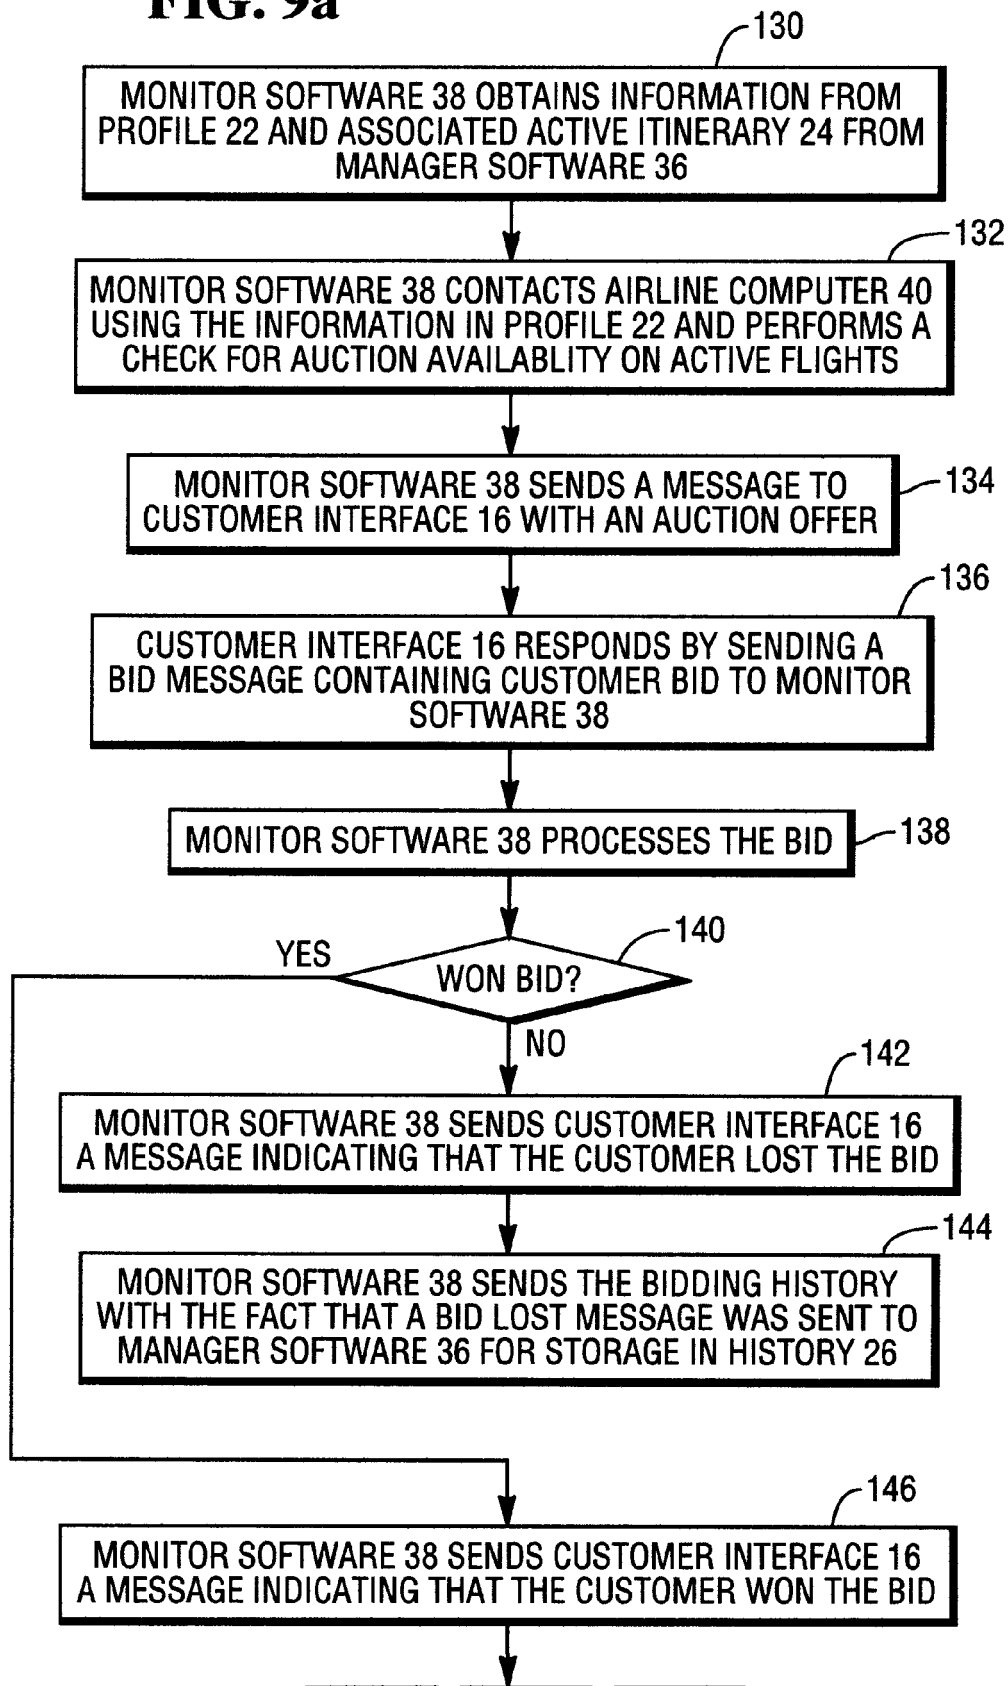 FIG. 9a
130
MONITOR SOFTWARE 38 OBTAINS INFORMATION FROM
PROFILE 22 AND ASSOCIATED ACTIVE ITINERARY 24 FROM
MANAGER SOFTWARE 36
132
MONITOR SOFTWARE 38 CONTACTS AIRLINE COMPUTER 40
USING THE INFORMATION IN PROFILE 22 AND PERFORMS A
CHECK FOR AUCTION AVAILABLITY ON ACTIVE FLIGHTS
134
MONITOR SOFTWARE 38 SENDS A MESSAGE TO
CUSTOMER INTERFACE 16 WITH AN AUCTION OFFER
136
CUSTOMER INTERFACE 16 RESPONDS BY SENDING A
BID MESSAGE CONTAINING CUSTOMER BID TO MONITOR
SOFTWARE 38
138
MONITOR SOFTWARE 38 PROCESSES THE BID
140
YES
WON BID?
NO
142
MONITOR SOFTWARE 38 SENDS CUSTOMER INTERFACE 16
A MESSAGE INDICATING THAT THE CUSTOMER LOST THE BID
144
MONITOR SOFTWARE 38 SENDS THE BIDDING HISTORY
WITH THE FACT THAT A BID LOST MESSAGE WAS SENT TO
MANAGER SOFTWARE 36 FOR STORAGE IN HISTORY 26
146
MONITOR SOFTWARE 38 SENDS CUSTOMER INTERFACE 16
A MESSAGE INDICATING THAT THE CUSTOMER WON THE BID